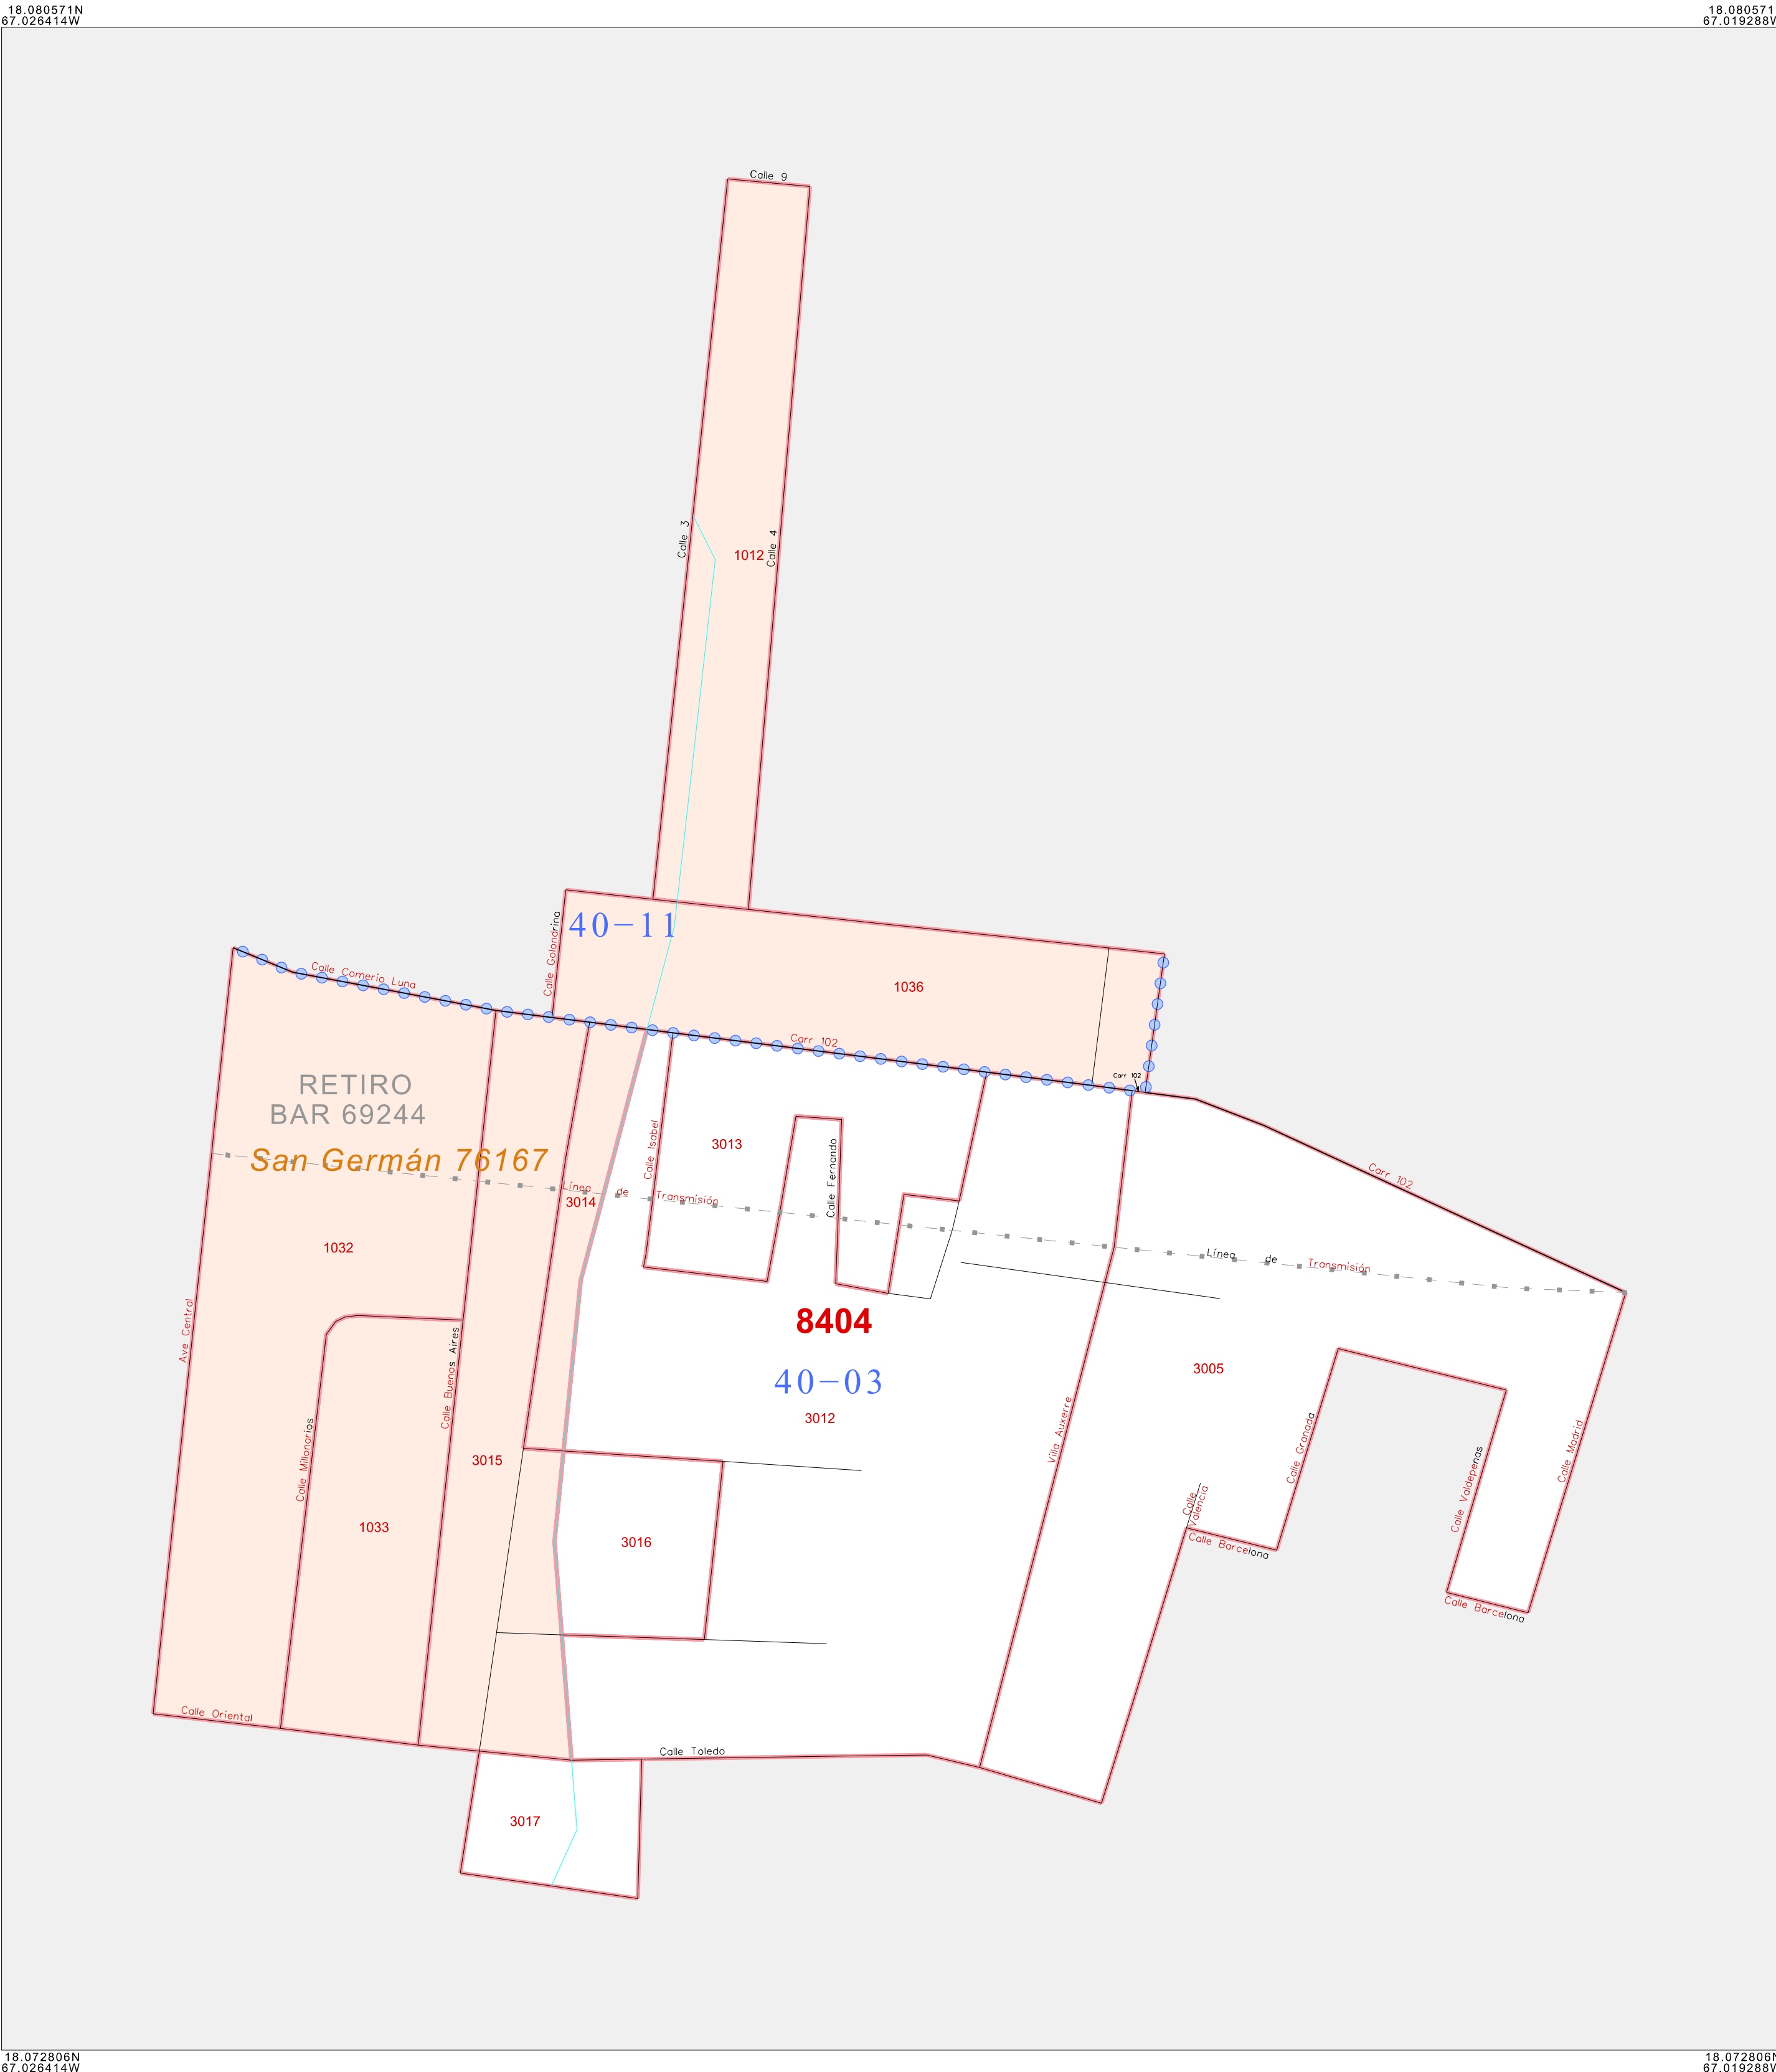 18.080571N
67.026414W
18.080571
67.019288W
Calle 9
Calle 3
1012
Calle 4
40-11
Calle Golondrina
Calle Comerio Luna
1036
Carr 102
Carr 102
RETIRO
BAR 69244
San Germán 76167
3013
Calle Isabel
Calle Fernando
Carr 102
Línea de Transmisión
3014
1032
Línea de Transmisión
8404
Ave Central
Calle Buenos Aires
3005
40-03
3012
Calle Millonarios
Villa Auxerre
Calle Granada
Calle Madrid
3015
Calle Valdepenas
Calle
Valencia
1033
3016
Calle Barcelona
Calle Barcelona
Calle Oriental
Calle Toledo
3017
18.072806N
67.026414W
18.072806N
67.019288W